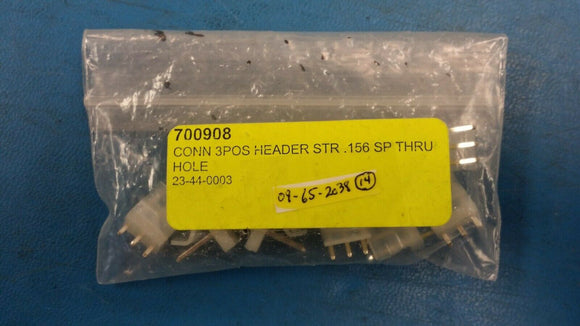 700908
CONN 3POS HEADER STR .156 SP THRU
HOLE
23-44-0003
09-65-2038 14